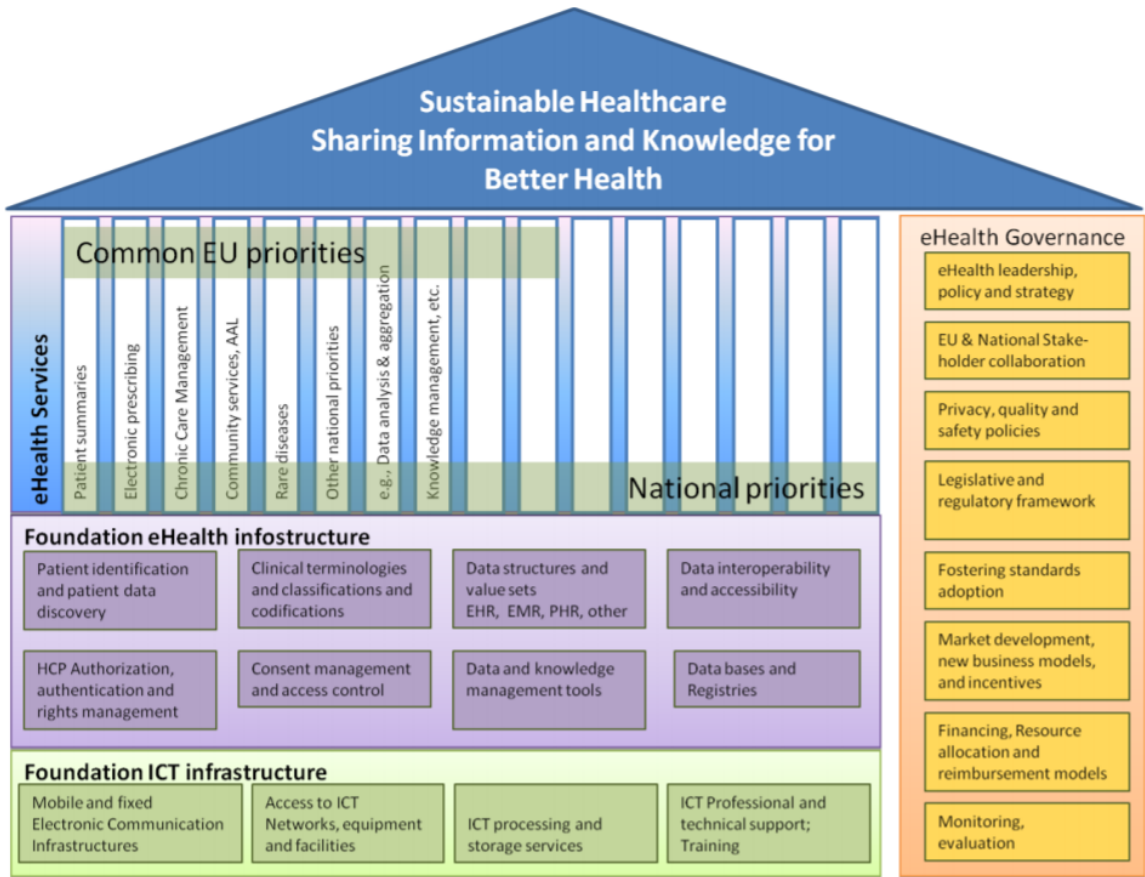 Sustainable Healthcare
Sharing Information and Knowledge for
Better Health
eHealth Services
Common EU priorities
Patient summaries
Electronic prescribing
Chronic Care Management
Community services, AAL
Rare diseases
Other national priorities
e.g., Data analysis & aggregation
Knowledge management, etc.
National priorities
Foundation eHealth infostructure
Patient identification
and patient data
discovery
Clinical terminologies
and classifications and
codifications
Data structures and
value sets
EHR, EMR, PHR, other
Data interoperability
and accessibility
HCP Authorization,
authentication and
rights management
Consent management
and access control
Data and knowledge
management tools
Data bases and
Registries
Foundation ICT infrastructure
Mobile and fixed
Electronic Communication
Infrastructures
Access to ICT
Networks, equipment
and facilities
ICT processing and
storage services
ICT Professional and
technical support;
Training
eHealth Governance
eHealth leadership,
policy and strategy
EU & National Stake-
holder collaboration
Privacy, quality and
safety policies
Legislative and
regulatory framework
Fostering standards
adoption
Market development,
new business models,
and incentives
Financing, Resource
allocation and
reimbursement models
Monitoring,
evaluation